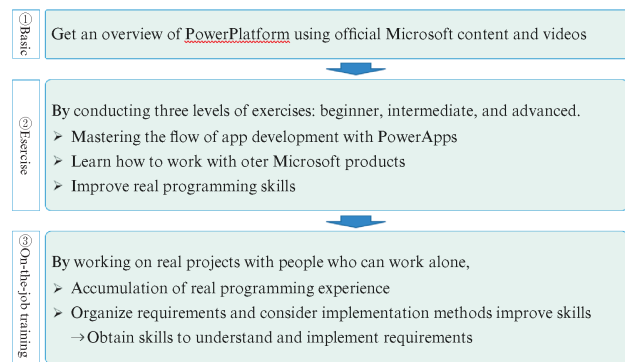 ①Basic
Get an overview of PowerPlatform using official Microsoft content and videos
②Esercise
By conducting three levels of exercises: beginner, intermediate, and advanced.
➢ Mastering the flow of app development with PowerApps
➢ Learn how to work with oter Microsoft products
➢ Improve real programming skills
③On-the-job training
By working on real projects with people who can work alone,
➢ Accumulation of real programming experience
➢ Organize requirements and consider implementation methods improve skills
→Obtain skills to understand and implement requirements